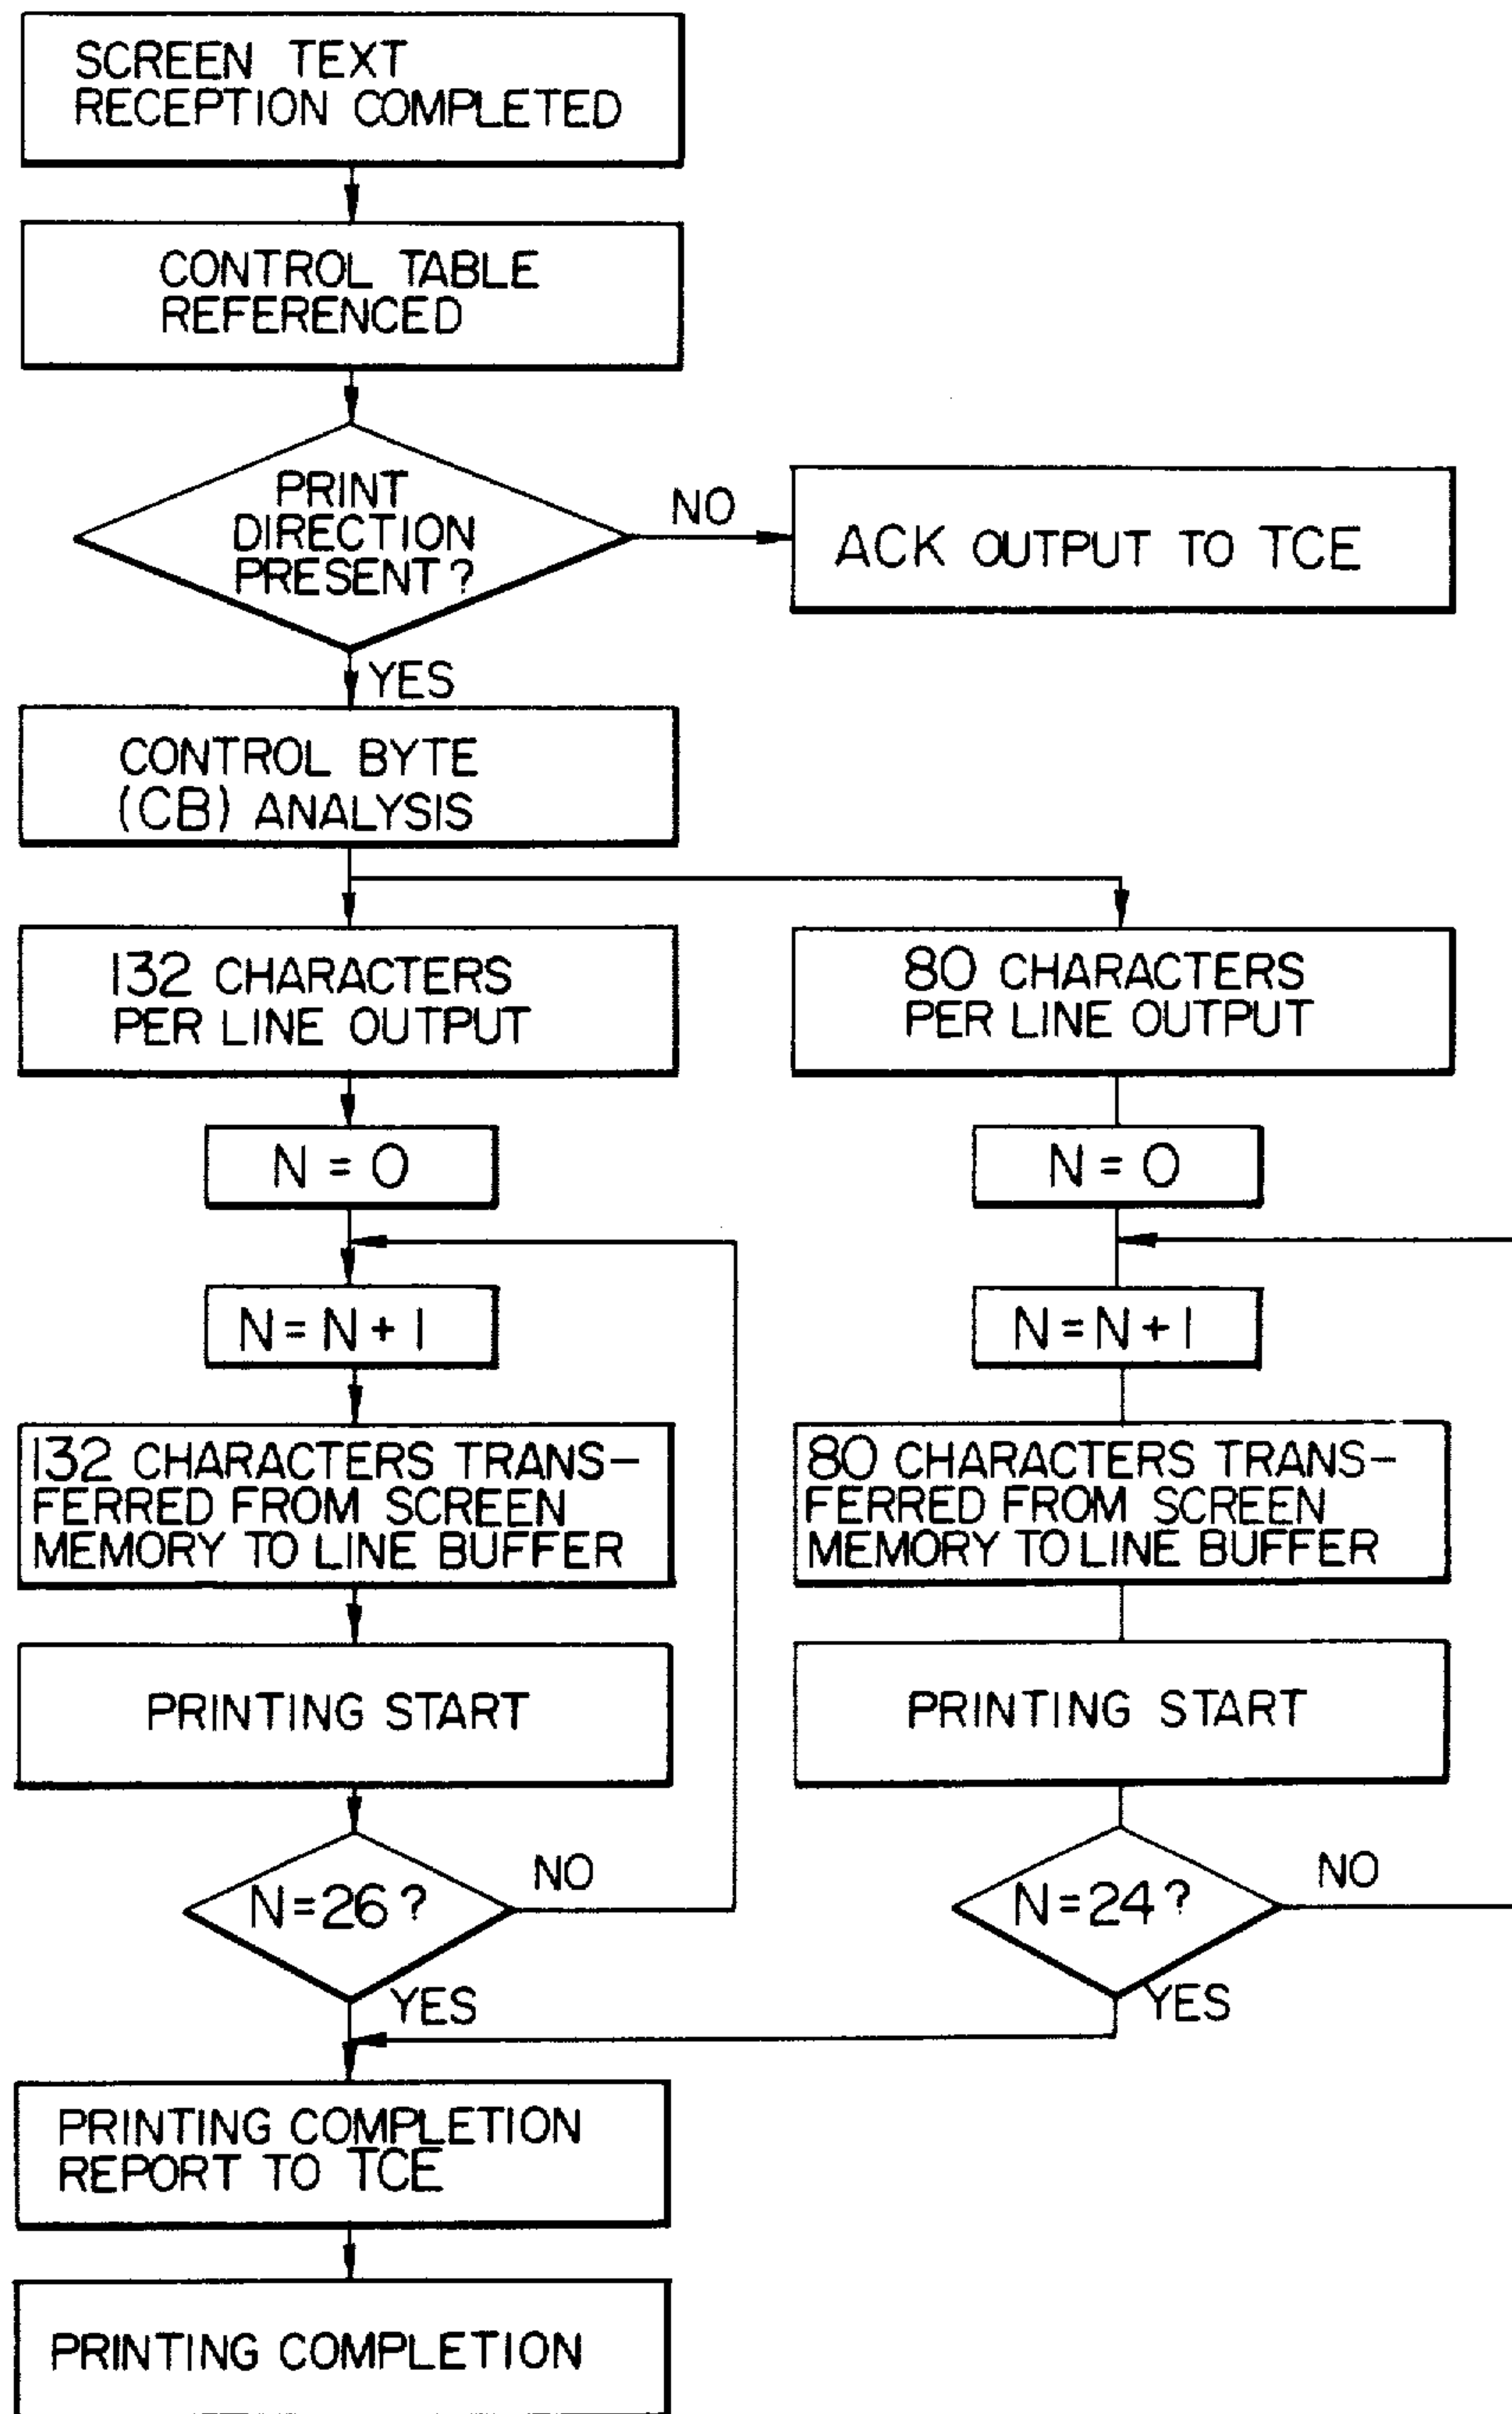 SCREEN TEXT
RECEPTION COMPLETED
CONTROL TABLE
REFERENCED
PRINT
DIRECTION
PRESENT?
NO
ACK OUTPUT TO TCE
YES
CONTROL BYTE
(CB) ANALYSIS
132 CHARACTERS
PER LINE OUTPUT
80 CHARACTERS
PER LINE OUTPUT
N = 0
N = 0
N = N + 1
N = N + 1
132 CHARACTERS TRANS-
FERRED FROM SCREEN
MEMORY TO LINE BUFFER
80 CHARACTERS TRANS-
FERRED FROM SCREEN
MEMORY TO LINE BUFFER
PRINTING START
PRINTING START
N=26?
NO
N=24?
NO
YES
YES
PRINTING COMPLETION
REPORT TO TCE
PRINTING COMPLETION